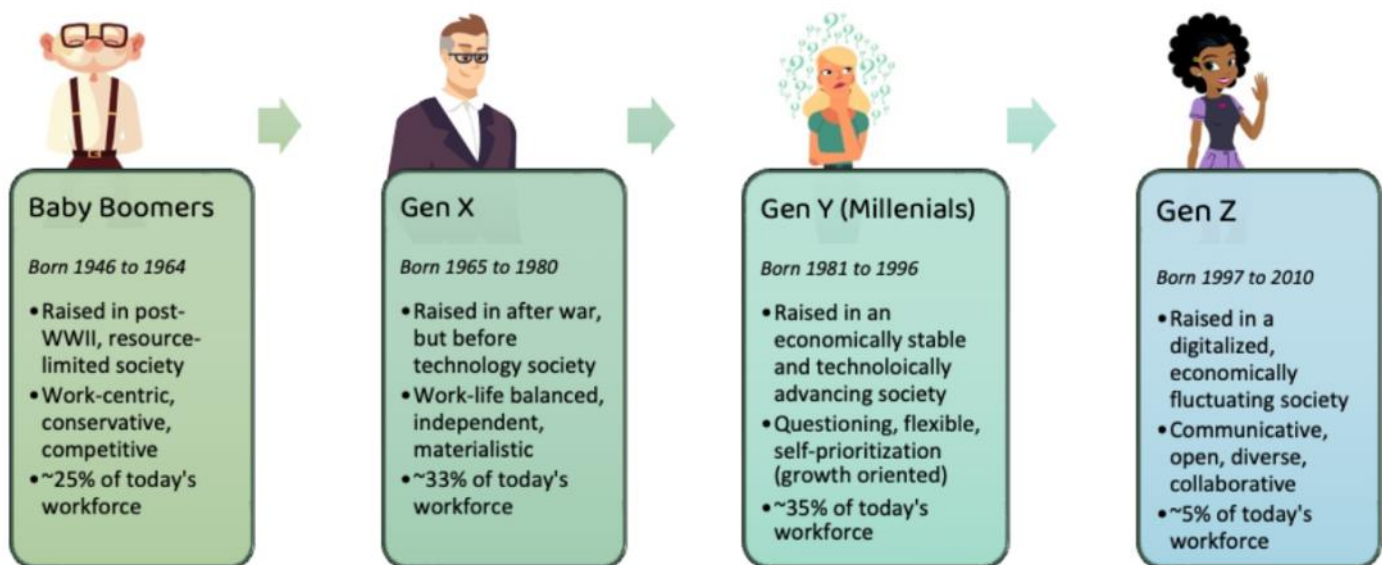 Baby Boomers
Born 1946 to 1964
•Raised in post-
WWII, resource-
limited society
•Work-centric,
conservative,
competitive
•~25% of today's
workforce
Gen X
Born 1965 to 1980
•Raised in after war,
but before
technology society
•Work-life balanced,
independent,
materialistic
•~33% of today's
workforce
Gen Y (Millenials)
Born 1981 to 1996
•Raised in an
economically stable
and technoloically
advancing society
•Questioning, flexible,
self-prioritization
(growth oriented)
•~35% of today's
workforce
Gen Z
Born 1997 to 2010
•Raised in a
digitalized,
economically
fluctuating society
•Communicative,
open, diverse,
collaborative
•~5% of today's
workforce